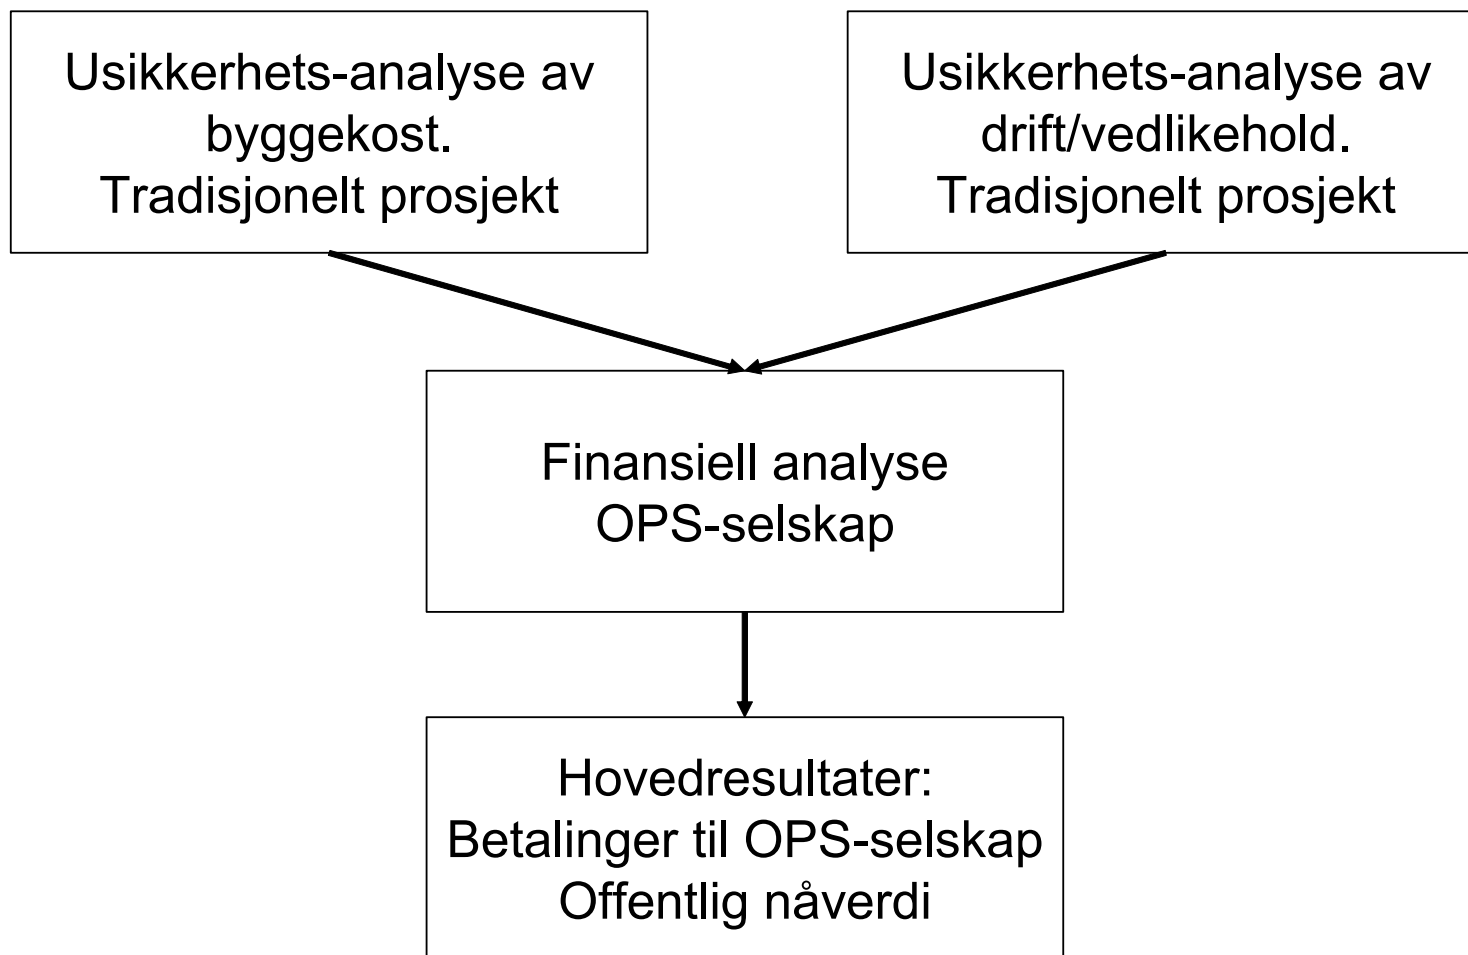 Usikkerhets-analyse av
byggekost.
Tradisjonelt prosjekt
Usikkerhets-analyse av
drift/vedlikehold.
Tradisjonelt prosjekt
Finansiell analyse
OPS-selskap
Hovedresultater:
Betalinger til OPS-selskap
Offentlig nåverdi